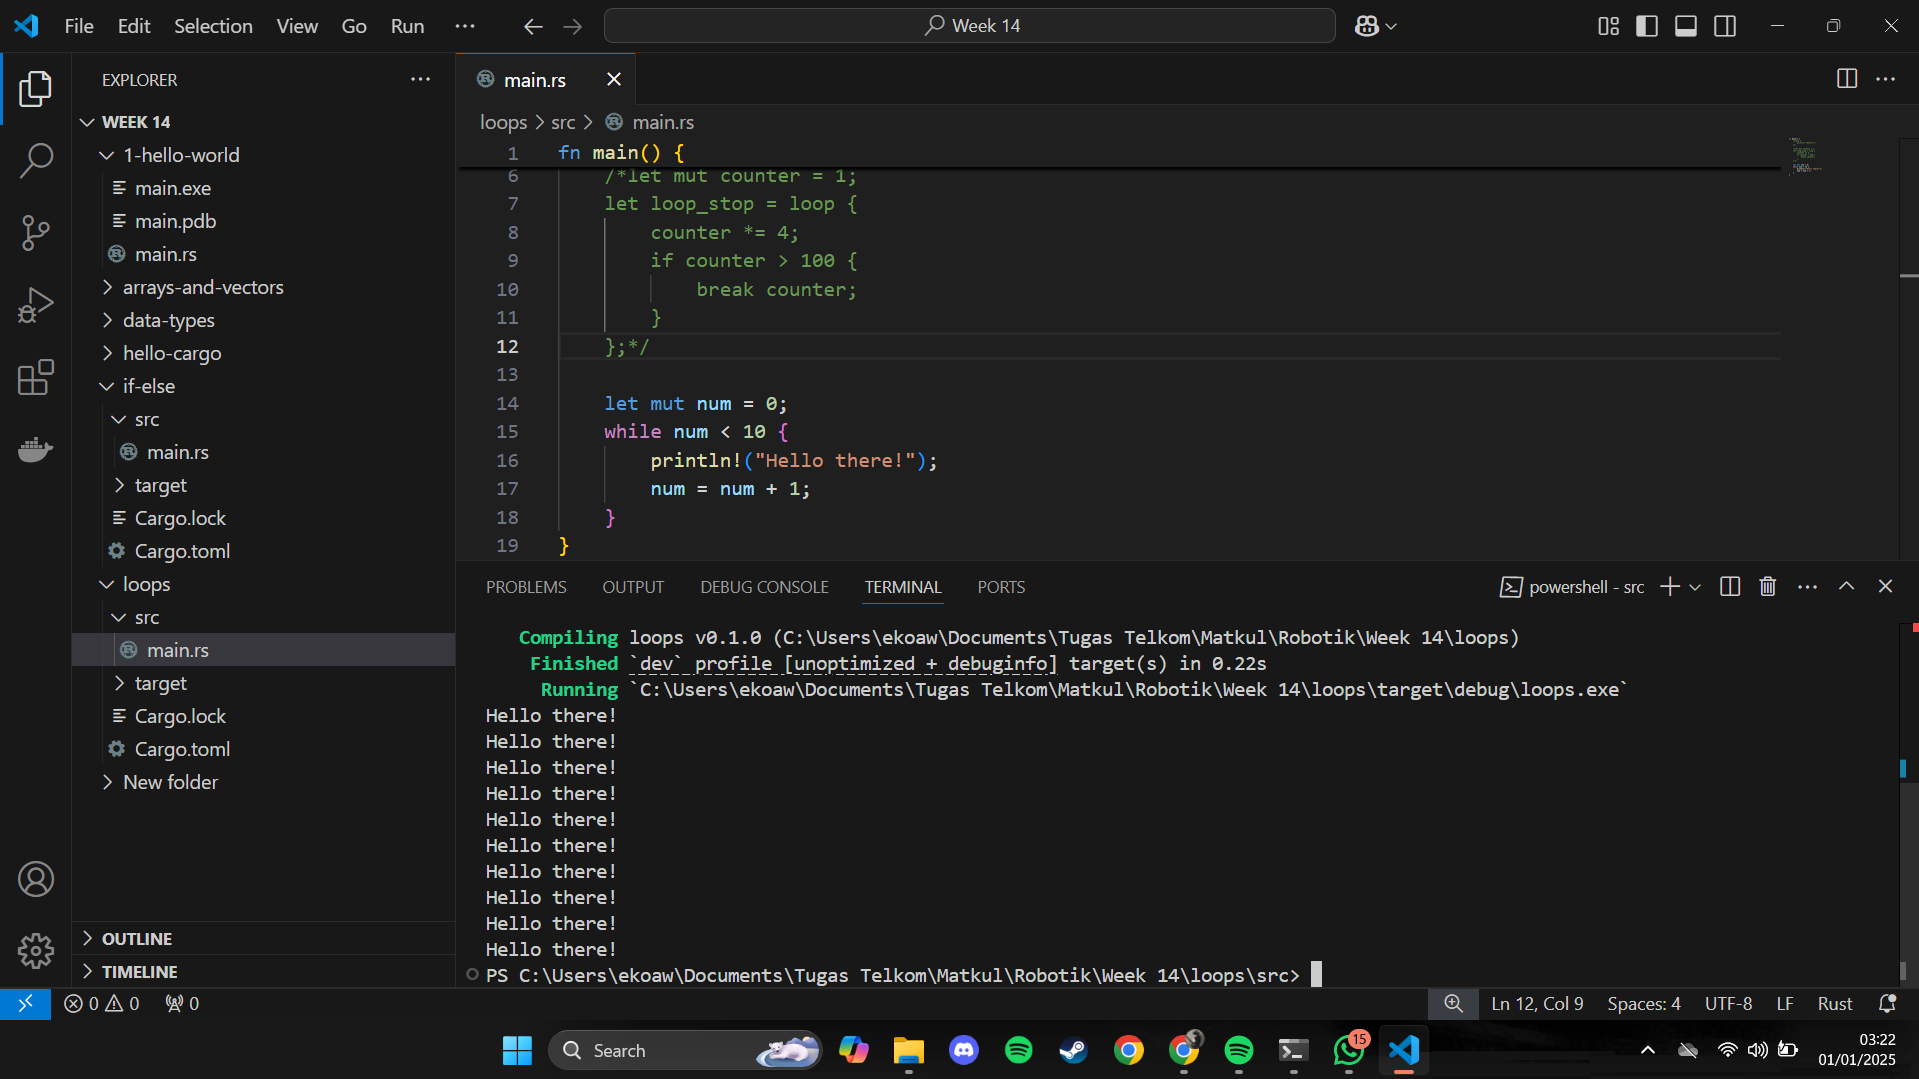 File Edit Selection View Go Run ··· Week 14
EXPLORER ···
WEEK 14
1-hello-world
main.exe
main.pdb
main.rs
arrays-and-vectors
data-types
hello-cargo
if-else
src
main.rs
target
Cargo.lock
Cargo.toml
loops
src
main.rs
target
Cargo.lock
Cargo.toml
New folder
OUTLINE
TIMELINE
main.rs
loops > src > main.rs
1 fn main() {
6 /*let mut counter = 1;
7 let loop_stop = loop {
8 counter *= 4;
9 if counter > 100 {
10 break counter;
11 }
12 };*/
13
14 let mut num = 0;
15 while num < 10 {
16 println!("Hello there!");
17 num = num + 1;
18 }
19 }
PROBLEMS OUTPUT DEBUG CONSOLE TERMINAL PORTS powershell - src
Compiling loops v0.1.0 (C:\Users\ekoaw\Documents\Tugas Telkom\Matkul\Robotik\Week 14\loops)
Finished `dev` profile [unoptimized + debuginfo] target(s) in 0.22s
Running `C:\Users\ekoaw\Documents\Tugas Telkom\Matkul\Robotik\Week 14\loops\target\debug\loops.exe`
Hello there!
Hello there!
Hello there!
Hello there!
Hello there!
Hello there!
Hello there!
Hello there!
Hello there!
Hello there!
PS C:\Users\ekoaw\Documents\Tugas Telkom\Matkul\Robotik\Week 14\loops\src>
0 0 0 Ln 12, Col 9 Spaces: 4 UTF-8 LF Rust
Search 15
03:22
01/01/2025